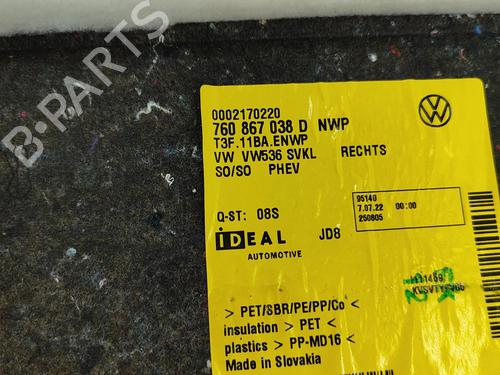 B-PARTS
0002170220
760 867 038 D NWP
T3F.11BA.ENWP
VW VW536 SVKL RECHTS
SO/SO PHEV
Q-ST: 08S
95140
7.07.22 00:00
250805
iDEAL JD8
AUTOMOTIVE
> PET/SBR/PE/PP/Co <
insulation > PET <
plastics > PP-MD16 <
Made in Slovakia